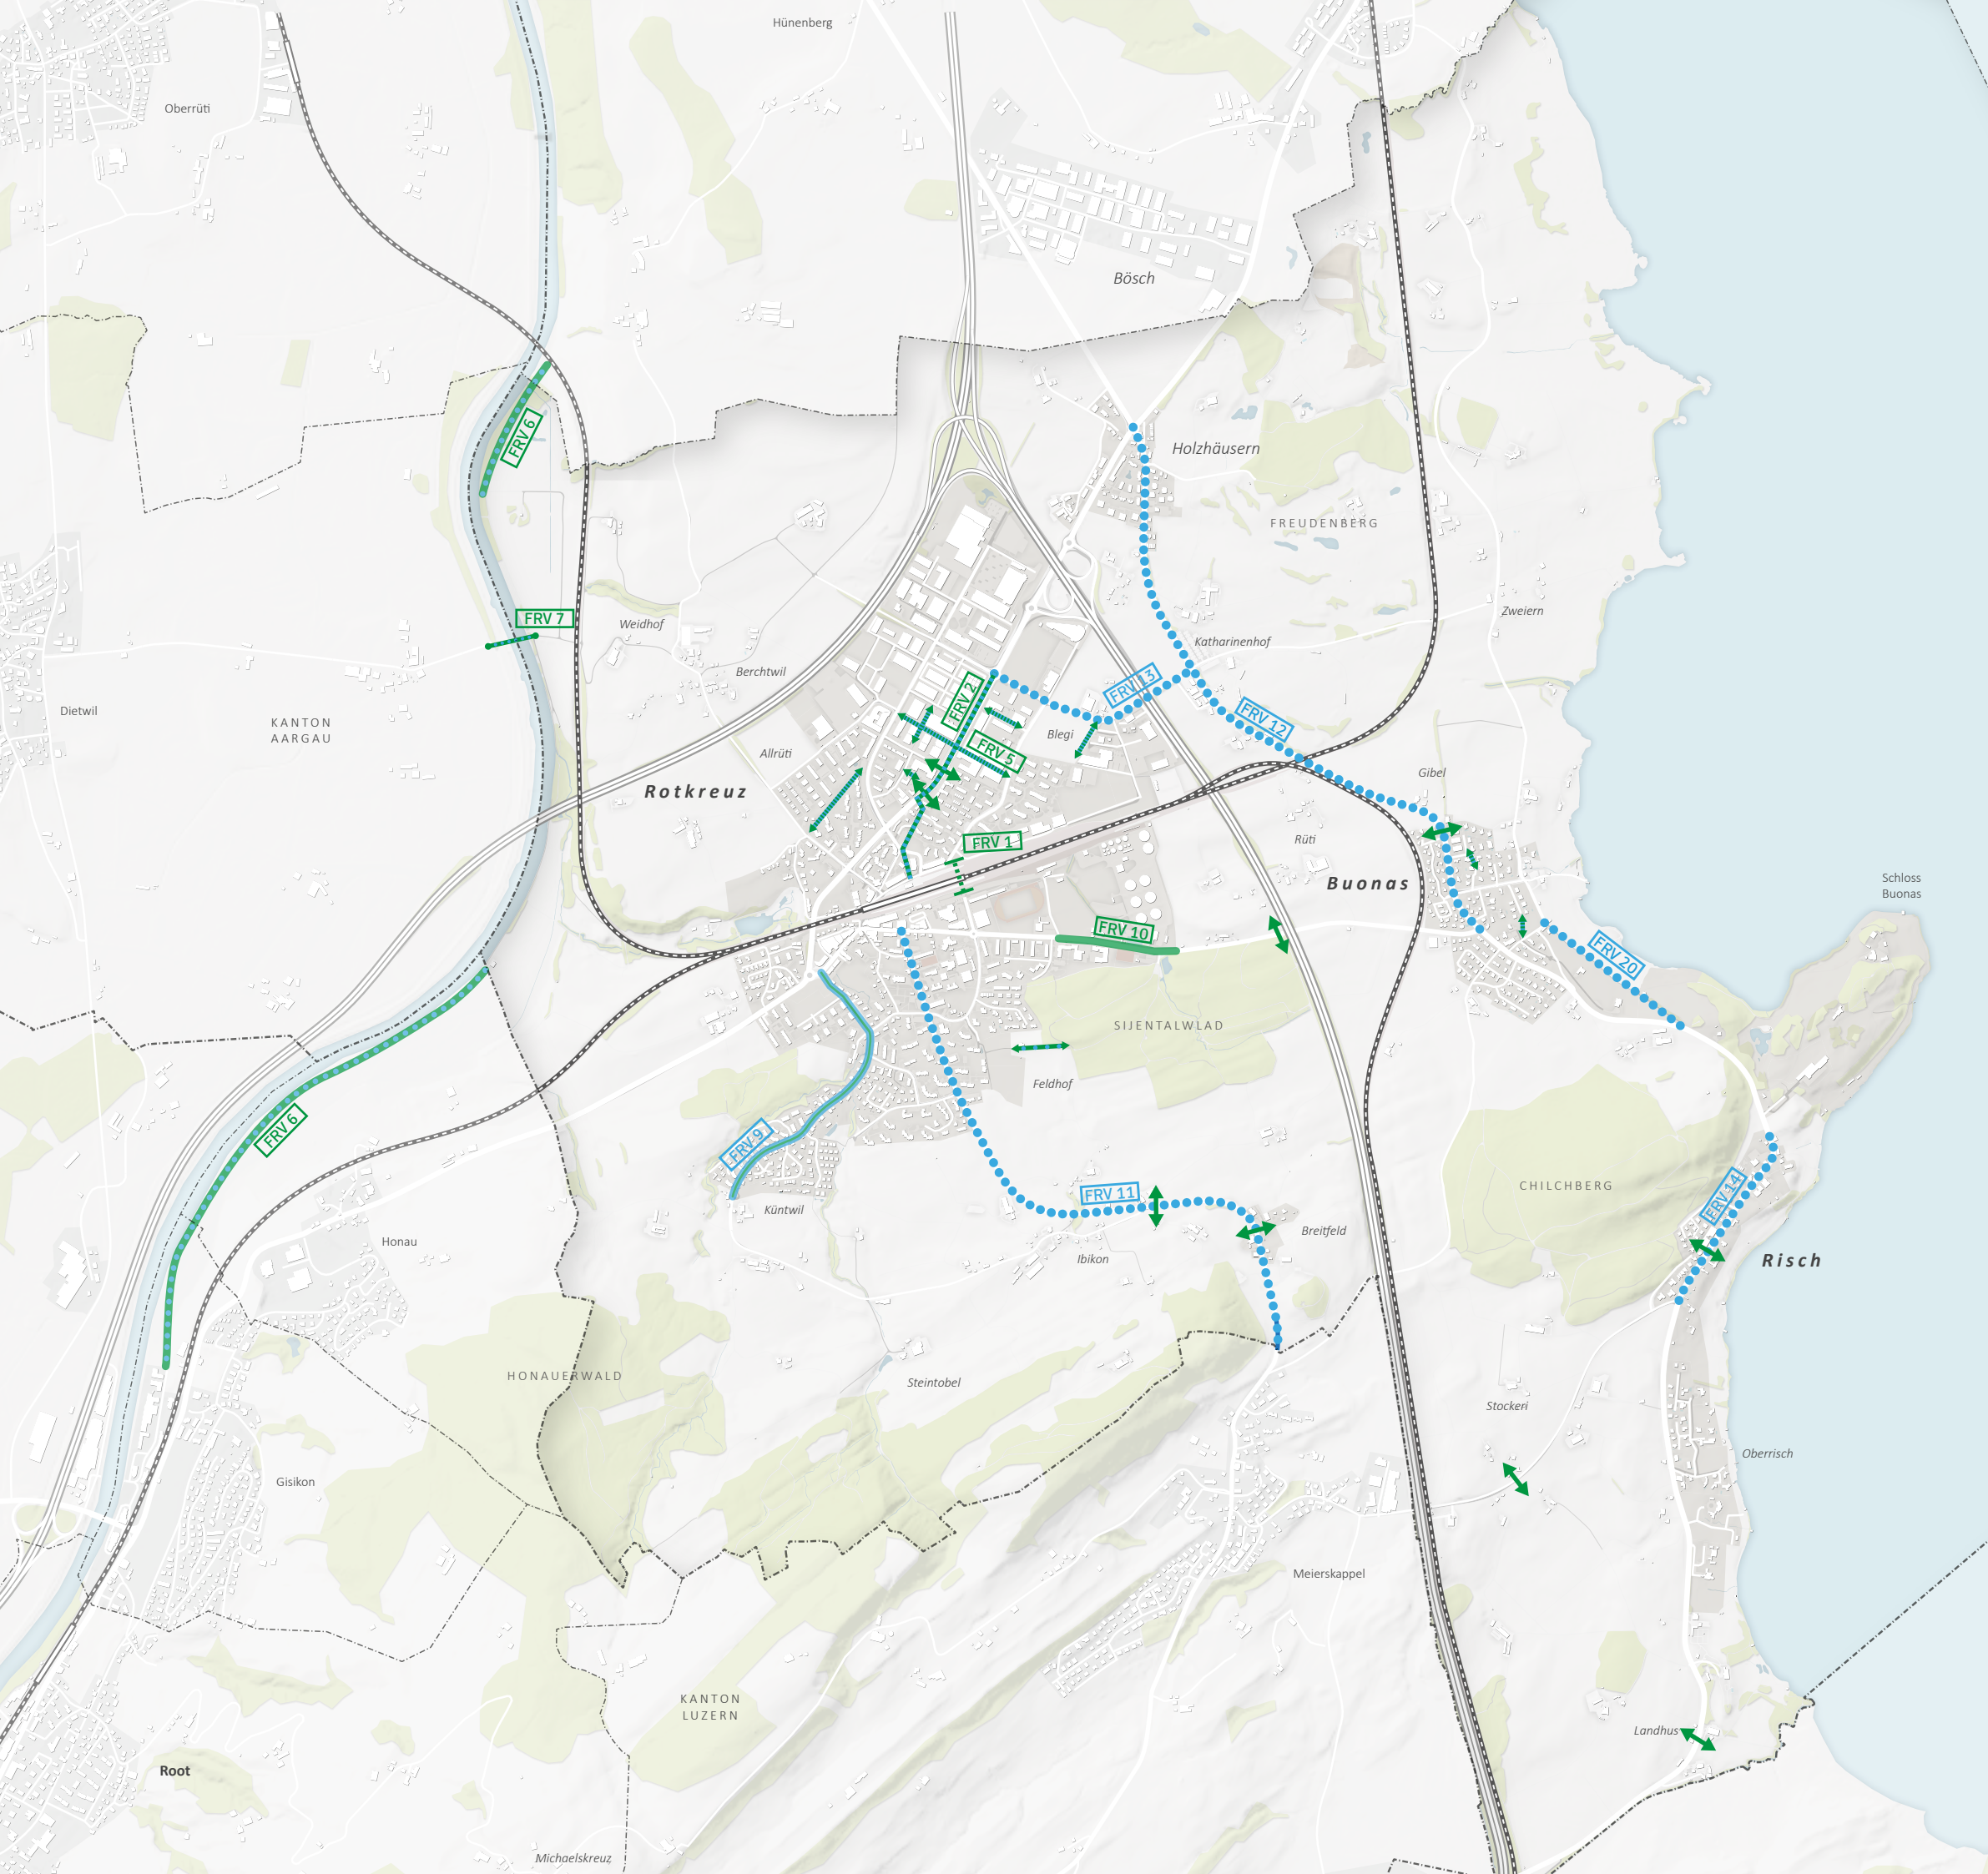 Hünenberg
Oberrüti
Bösch
Holzhäusern
FRV 6
FREUDENBERG
FRV 7
Weidhof
Zweiern
Katharinenhof
Berchtwil
FRV 13
FRV 2
Dietwil
KANTON
AARGAU
FRV 12
Blegi
Allrüti
FRV 5
Gibel
Rotkreuz
FRV 1
Rüti
Buonas
Schloss
Buonas
FRV 10
FRV 20
SIJENTALWLAD
Feldhof
FRV 6
FRV 9
CHILCHBERG
FRV 11
FRV 14
Küntwil
Honau
Breitfeld
Ibikon
Risch
HONAUERWALD
Steintobel
Stockeri
Oberrisch
Gisikon
Meierskappel
KANTON
LUZERN
Landhus
Root
Michaelskreuz